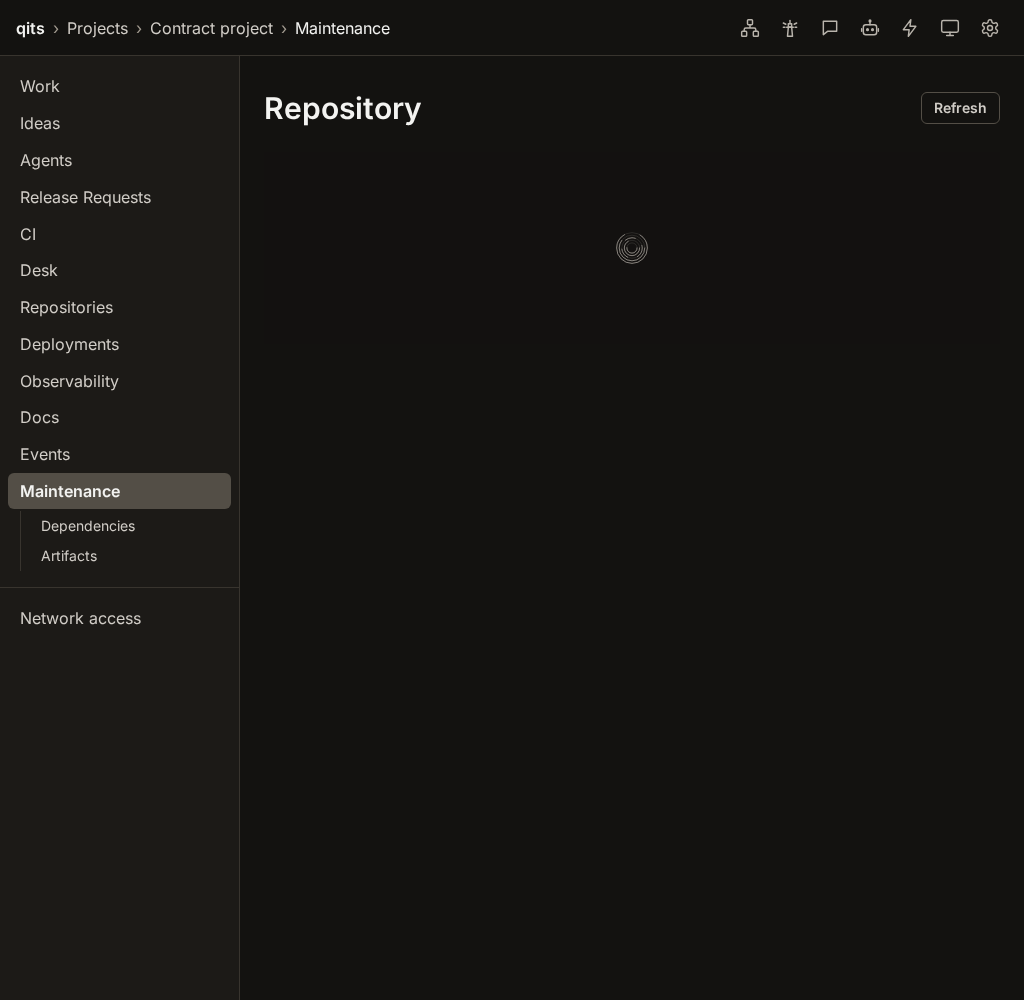 qits › Projects › Contract project › Maintenance
Work
Ideas
Agents
Release Requests
CI
Desk
Repositories
Deployments
Observability
Docs
Events
Maintenance
Dependencies
Artifacts
Network access
Repository
Refresh